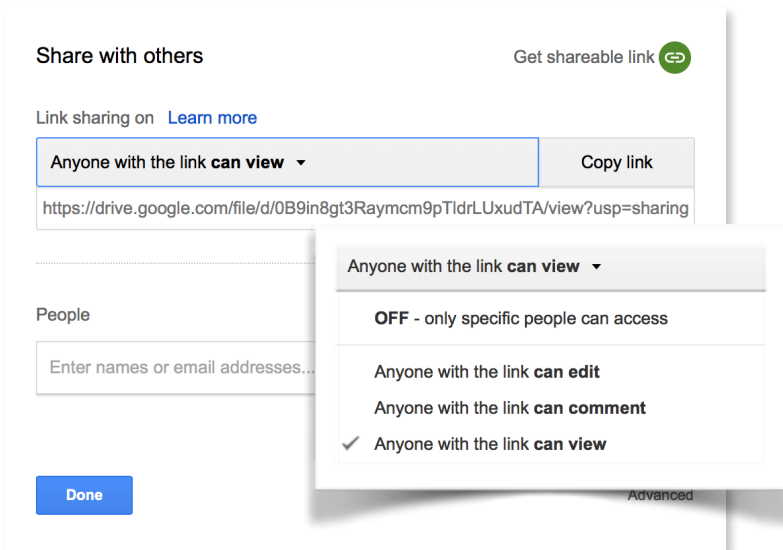 Share with others
Get shareable link
Link sharing on Learn more
Anyone with the link can view
Copy link
https://drive.google.com/file/d/0B9in8gt3Raymcm9pTldrLUxudTA/view?usp=sharing
People
Enter names or email addresses...
Done
Advanced
Anyone with the link can view
OFF - only specific people can access
Anyone with the link can edit
Anyone with the link can comment
Anyone with the link can view